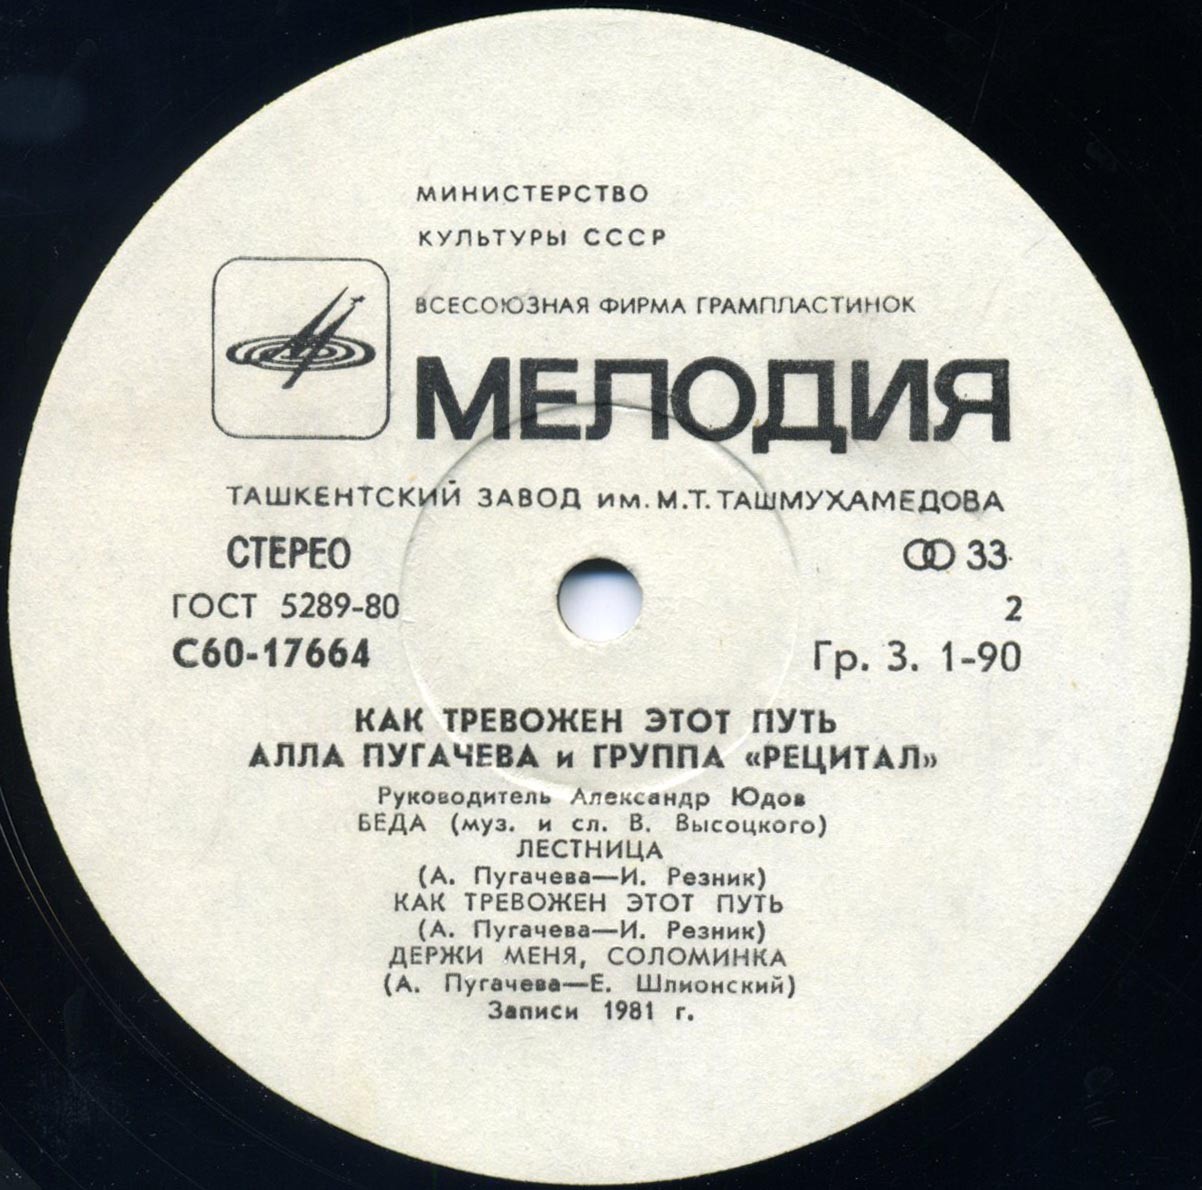 МИНИСТЕРСТВО
КУЛЬТУРЫ СССР
ВСЕСОЮЗНАЯ ФИРМА ГРАМПЛАСТИНОК
МЕЛОДИЯ
ТАШКЕНТСКИЙ ЗАВОД им. М.Т. ТАШМУХАМЕДОВА
СТЕРЕО 33
ГОСТ 5289-80 2
С60-17664 Гр. 3. 1-90
КАК ТРЕВОЖЕН ЭТОТ ПУТЬ
АЛЛА ПУГАЧЕВА и ГРУППА «РЕЦИТАЛ»
Руководитель Александр Юдов
БЕДА (муз. и сл. В. Высоцкого)
ЛЕСТНИЦА
(А. Пугачева—И. Резник)
КАК ТРЕВОЖЕН ЭТОТ ПУТЬ
(А. Пугачева—И. Резник)
ДЕРЖИ МЕНЯ, СОЛОМИНКА
(А. Пугачева—Е. Шлионский)
Записи 1981 г.